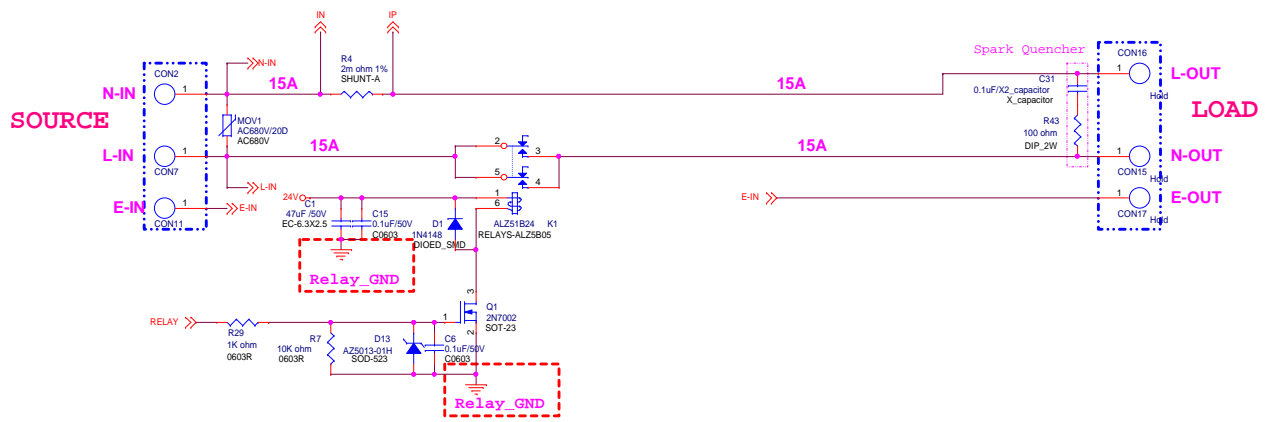 IN
IP
Spark Quencher
CON2
N-IN
R4
2m ohm 1%
SHUNT-A
CON16
1
L-OUT
N-IN
1
15A
15A
C31
0.1uF/X2_capacitor
X_capacitor
Hold
SOURCE
LOAD
MOV1
AC680V/20D
AC680V
R43
100 ohm
DIP_2W
L-IN
1
15A
2
3
15A
1
N-OUT
CON7
5
4
CON15
Hold
L-IN
24V
1
E-IN
1
E-OUT
E-IN
1
E-IN
CON11
C1
47uF /50V
EC-6.3X2.5
C15
0.1uF/50V
C0603
D1
1N4148
DIOED_SMD
6
ALZ51B24
K1
RELAYS-ALZ5B05
CON17
Hold
Relay_GND
3
Q1
2N7002
SOT-23
RELAY
1
2
R29
1K ohm
0603R
R7
10K ohm
0603R
D13
AZ5013-01H
SOD-523
C6
0.1uF/50V
C0603
Relay_GND